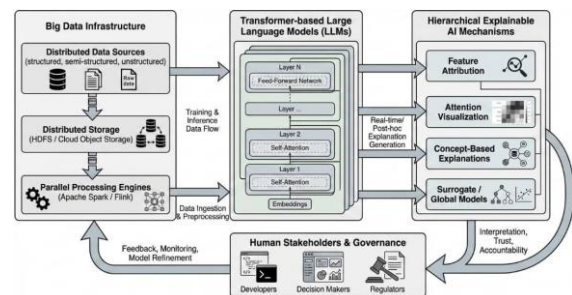 Big Data Infrastructure
Distributed Data Sources
(structured, semi-structured, unstructured)
Raw
data
Distributed Storage
(HDFS / Cloud Object Storage)
Parallel Processing Engines
(Apache Spark / Flink)
Training &
Inference
Data Flow
Data Ingestion
& Preprocessing
Transformer-based Large
Language Models (LLMs)
Layer N
Feed-Forward Network
Layer ...
Layer 2
Self-Attention
Layer 1
Self-Attention
Embeddings
Real-time/
Post-hoc
Explanation
Generation
Hierarchical Explainable
AI Mechanisms
Feature
Attribution
Attention
Visualization
Concept-Based
Explanations
Surrogate /
Global Models
Interpretation,
Trust,
Accountability
Feedback, Monitoring,
Model Refinement
Human Stakeholders & Governance
Developers
Decision Makers
Regulators